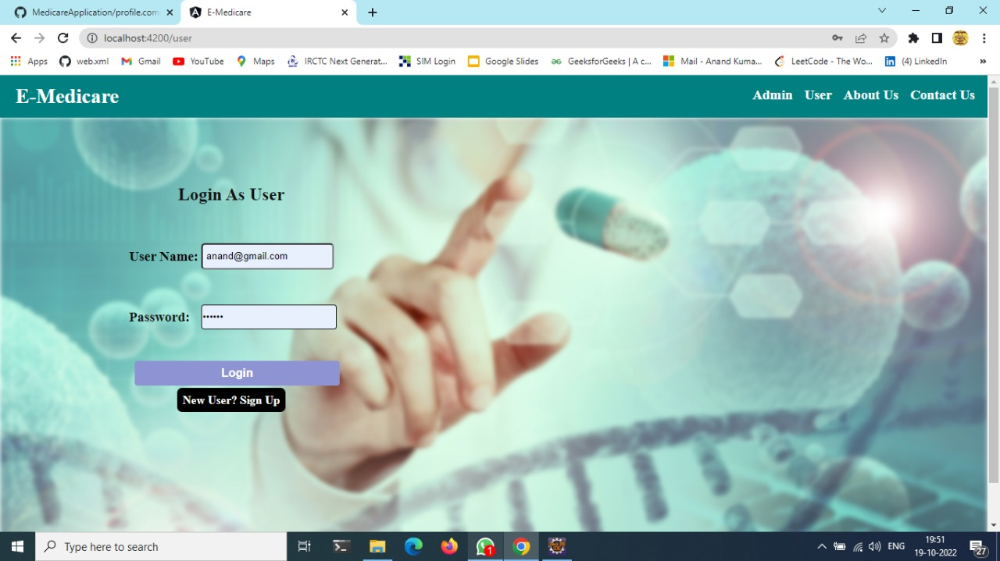 MedicareApplication/profile.com
E-Medicare
localhost:4200/user
Apps web.xml Gmail YouTube Maps IRCTC Next Generat... SIM Login Google Slides GeeksforGeeks | A c... Mail - Anand Kuma... LeetCode - The Wo... (4) LinkedIn »
E-Medicare Admin User About Us Contact Us
Login As User
User Name: anand@gmail.com
Password: ••••••
Login
New User? Sign Up
Type here to search
1
ENG
19:51
19-10-2022
27